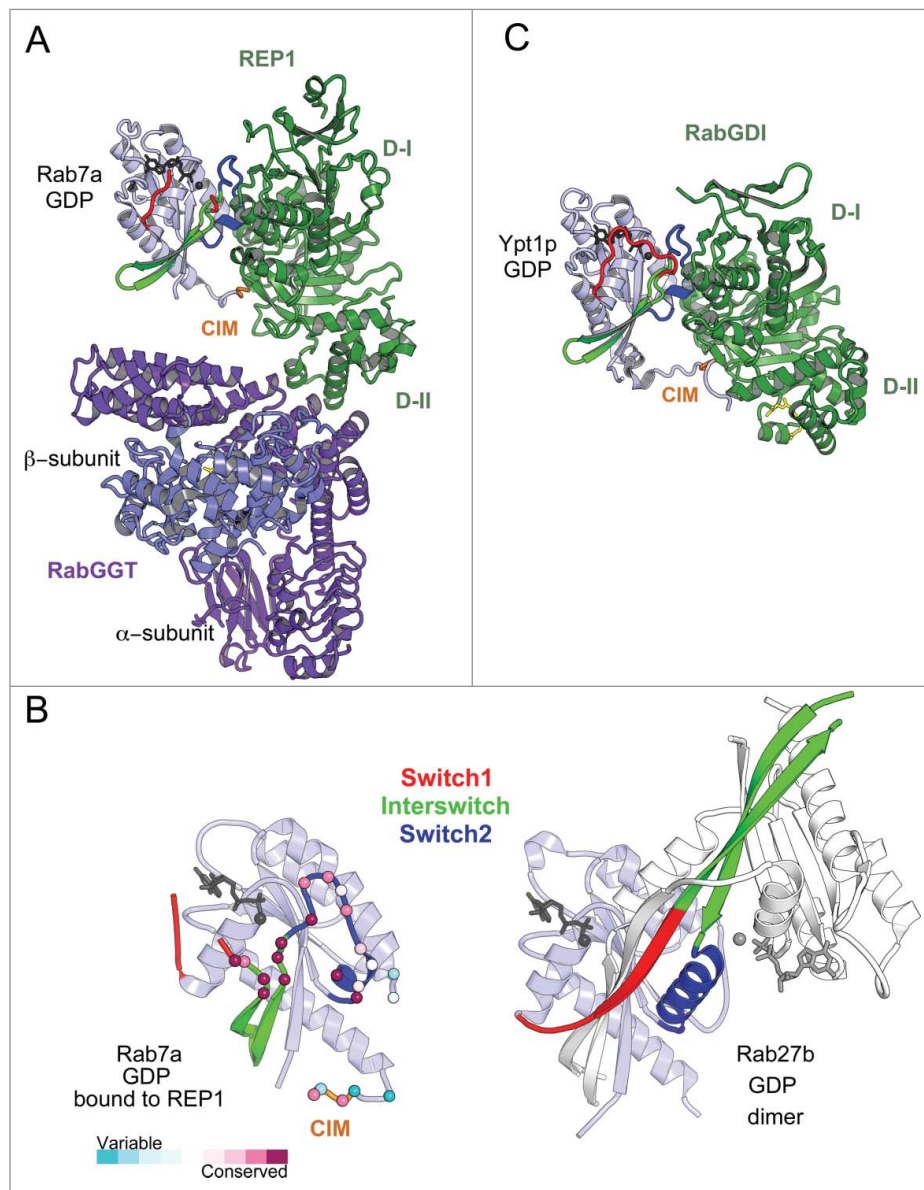 A
REP1
D-I
Rab7a
GDP
CIM
D-II
β–subunit
RabGGT
α–subunit
C
RabGDI
D-I
Ypt1p
GDP
CIM
D-II
B
Switch1
Interswitch
Switch2
Rab7a
GDP
bound to REP1
CIM
Variable
Conserved
Rab27b
GDP
dimer